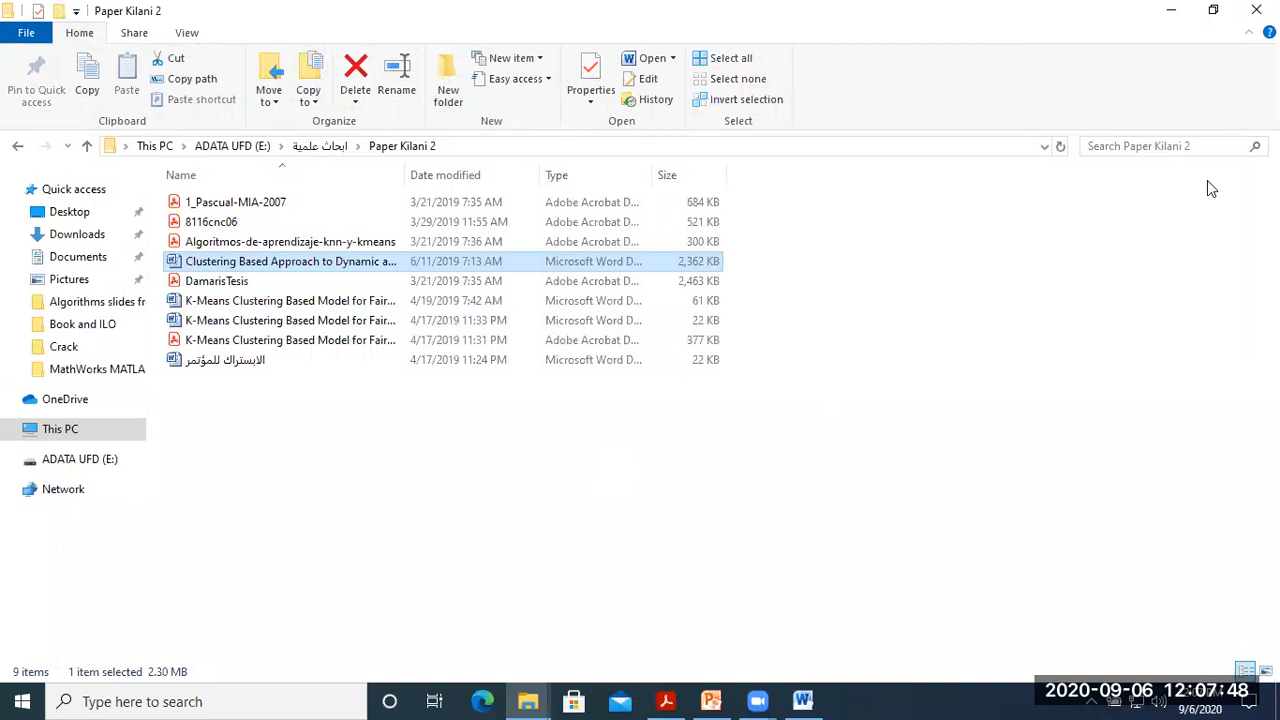 Paper Kilani 2
File Home Share View
Pin to Quick access
Copy
Paste
Cut
Copy path
Paste shortcut
Clipboard
Move to
Copy to
Delete
Rename
Organize
New folder
New item
Easy access
New
Properties
Open
Edit
History
Open
Select all
Select none
Invert selection
Select
This PC > ADATA UFD (E:) > ابحاث علمية > Paper Kilani 2
Search Paper Kilani 2
Name Date modified Type Size
1_Pascual-MIA-2007 3/21/2019 7:35 AM Adobe Acrobat D... 684 KB
8116cnc06 3/29/2019 11:55 AM Adobe Acrobat D... 521 KB
Algoritmos-de-aprendizaje-knn-y-kmeans 3/21/2019 7:36 AM Adobe Acrobat D... 300 KB
Clustering Based Approach to Dynamic a... 6/11/2019 7:13 AM Microsoft Word D... 2,362 KB
DamarisTesis 3/21/2019 7:35 AM Adobe Acrobat D... 2,463 KB
K-Means Clustering Based Model for Fair... 4/19/2019 7:42 AM Microsoft Word D... 61 KB
K-Means Clustering Based Model for Fair... 4/17/2019 11:33 PM Microsoft Word D... 22 KB
K-Means Clustering Based Model for Fair... 4/17/2019 11:31 PM Adobe Acrobat D... 377 KB
الابستراك للمؤتمر 4/17/2019 11:24 PM Microsoft Word D... 22 KB
Quick access
Desktop
Downloads
Documents
Pictures
Algorithms slides fr
Book and ILO
Crack
MathWorks MATLA
OneDrive
This PC
ADATA UFD (E:)
Network
9 items 1 item selected 2.30 MB
Type here to search
2020-09-06 12:07:48
9/6/2020